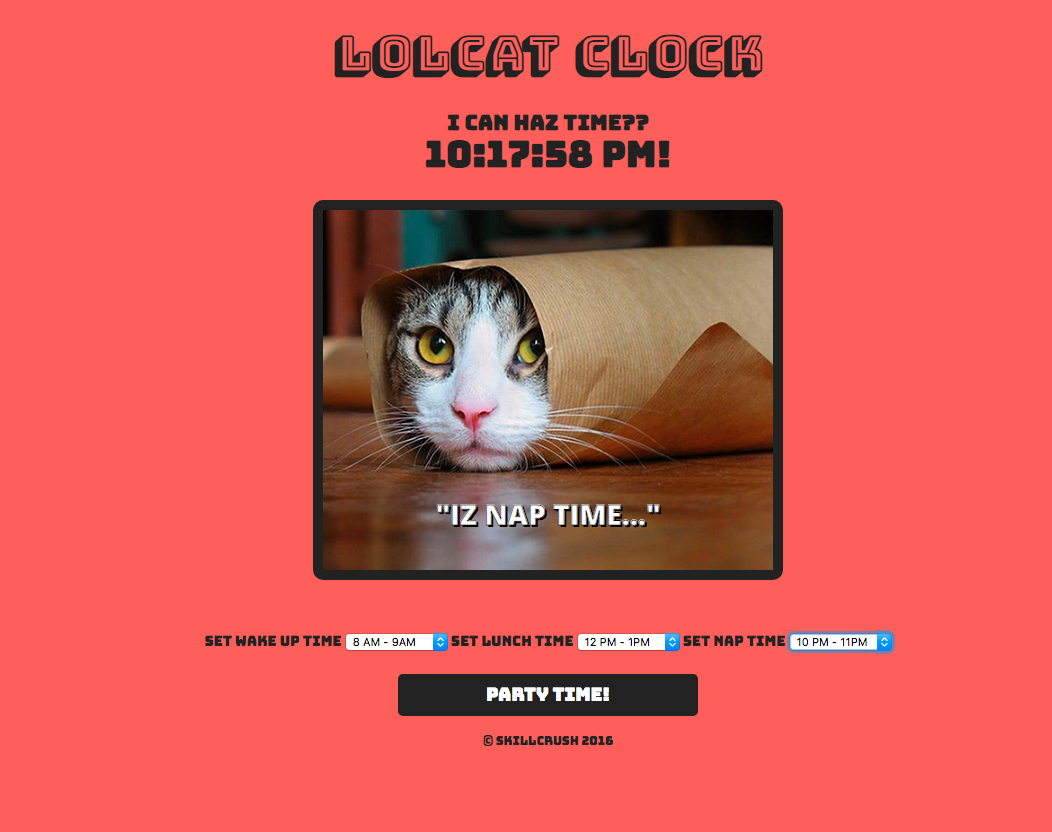 LOLCAT CLOCK
I CAN HAZ TIME??
10:17:58 PM!
"IZ NAP TIME..."
SET WAKE UP TIME 8 AM - 9AM SET LUNCH TIME 12 PM - 1PM SET NAP TIME 10 PM - 11PM
PARTY TIME!
© SKILLCRUSH 2016